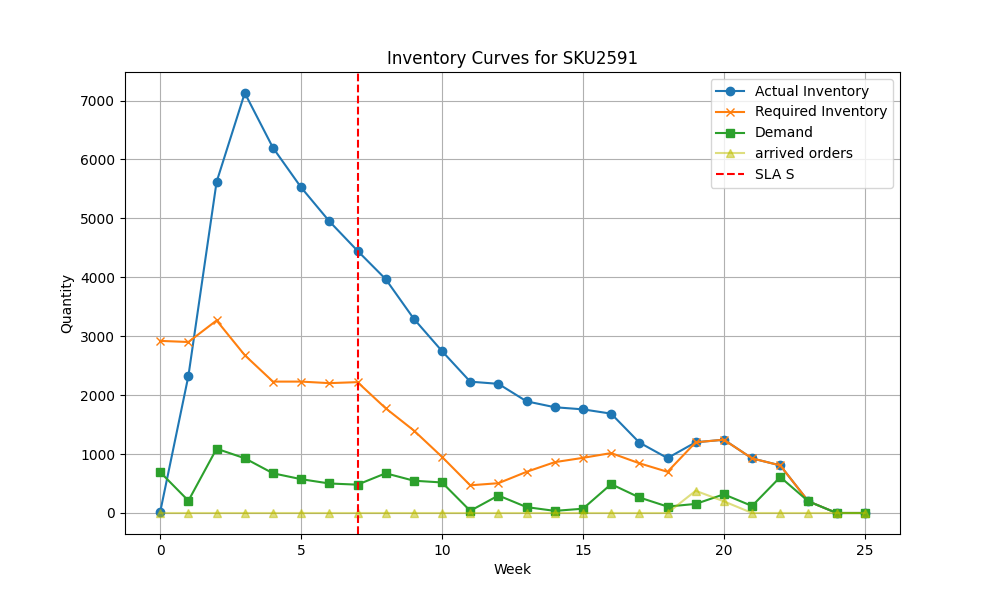 Inventory Curves for SKU2591
Actual Inventory
Required Inventory
Demand
arrived orders
SLA S
Quantity
7000
6000
5000
4000
3000
2000
1000
0
0 5 10 15 20 25
Week